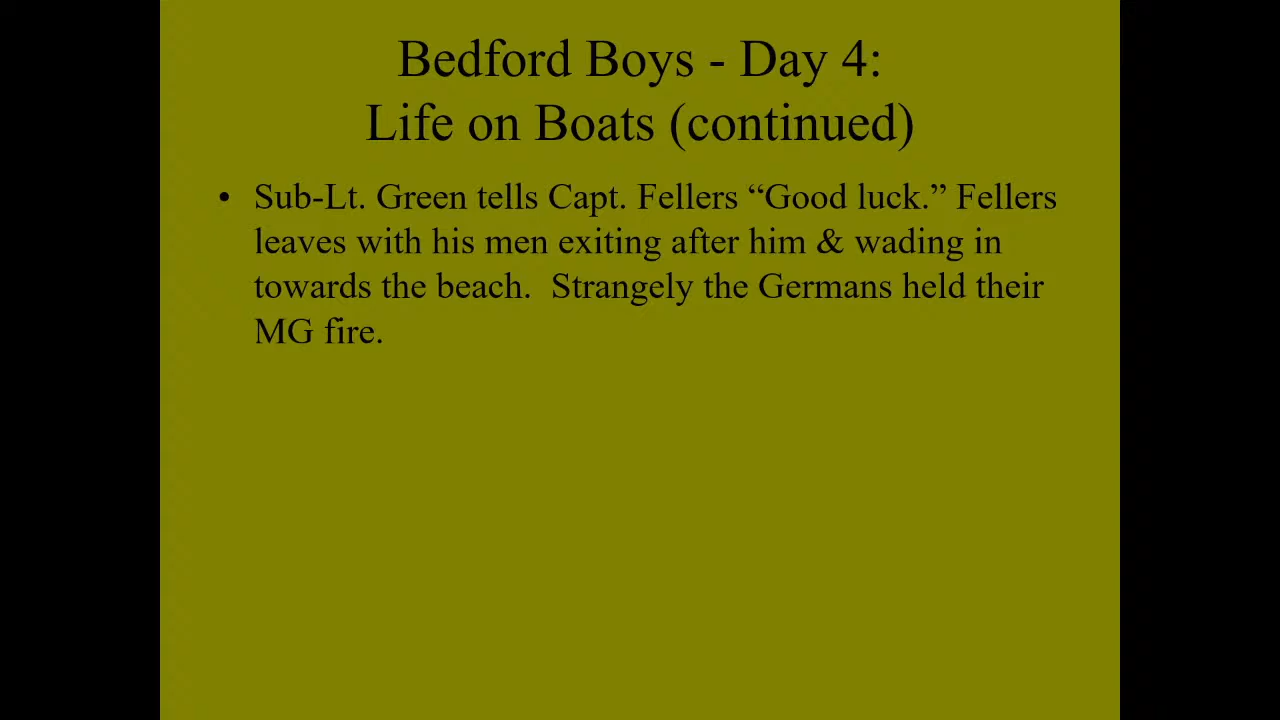 Bedford Boys - Day 4:
Life on Boats (continued)
• Sub-Lt. Green tells Capt. Fellers “Good luck.” Fellers
leaves with his men exiting after him & wading in
towards the beach.  Strangely the Germans held their
MG fire.